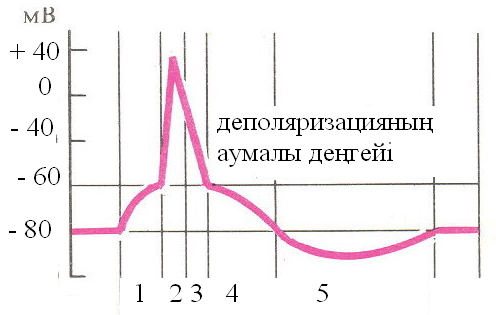 мВ
+ 40
0
- 40
- 60
- 80
деполяризацияның
аумалы деңгейі
1 2 3 4 5